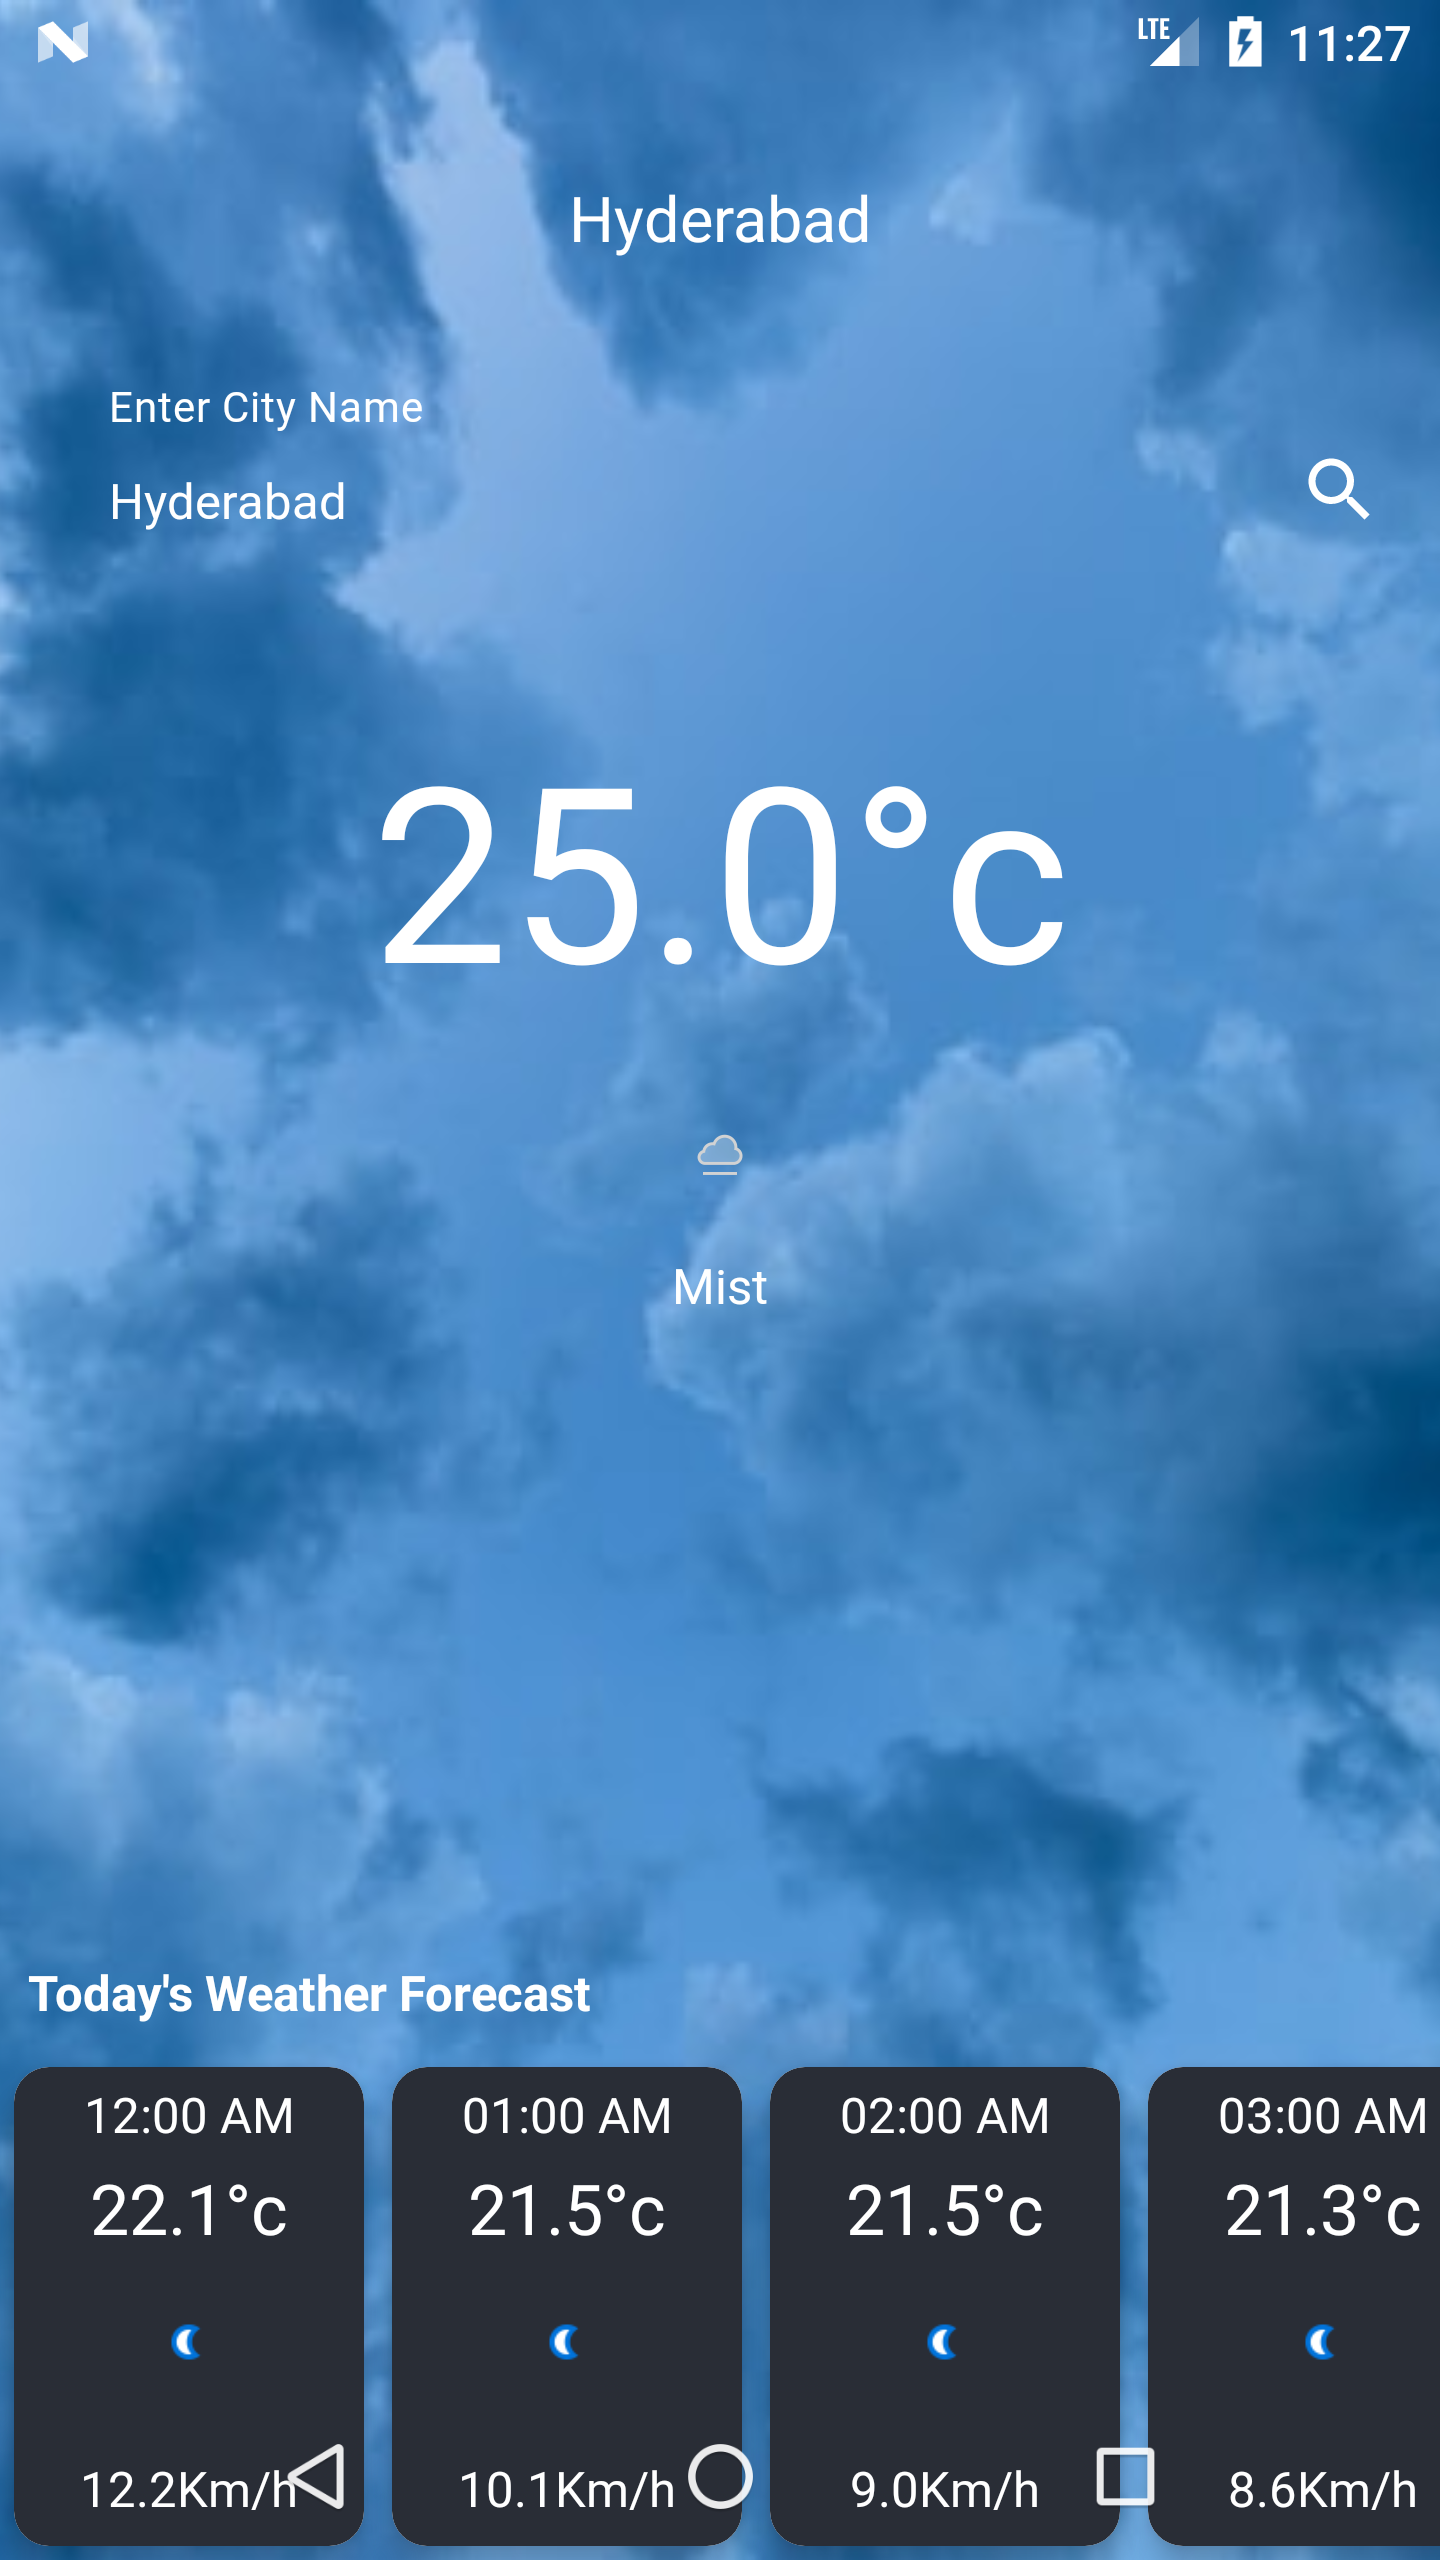 LTE 11:27
Hyderabad
Enter City Name
Hyderabad
25.0°c
Mist
Today's Weather Forecast
12:00 AM 01:00 AM 02:00 AM 03:00 AM
22.1°c 21.5°c 21.5°c 21.3°c
12.2Km/h 10.1Km/h 9.0Km/h 8.6Km/h